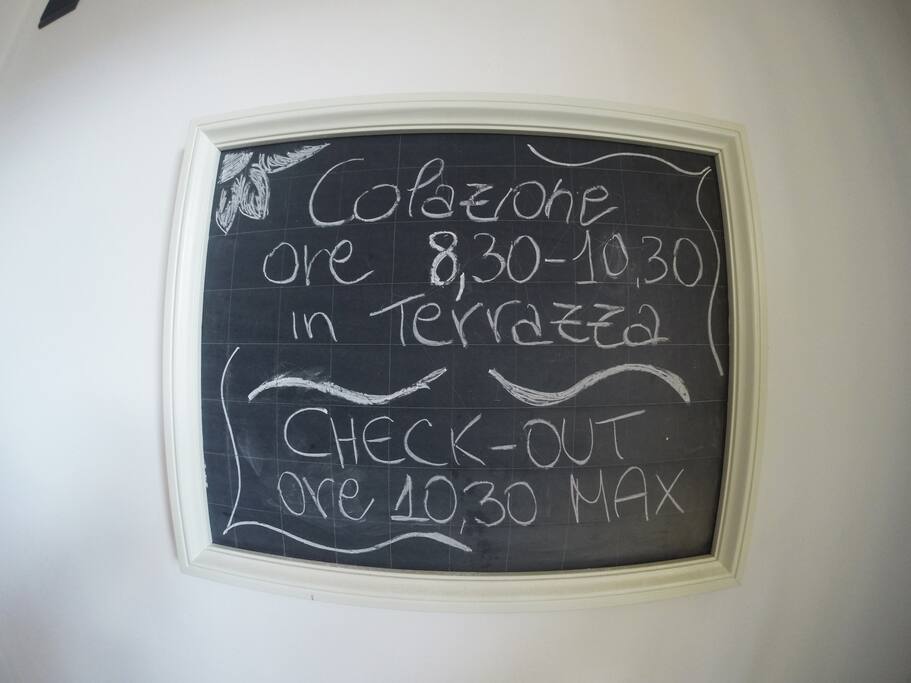 Colazione
ore 8,30-10,30
in Terrazza
CHECK-OUT
ore 10,30 MAX